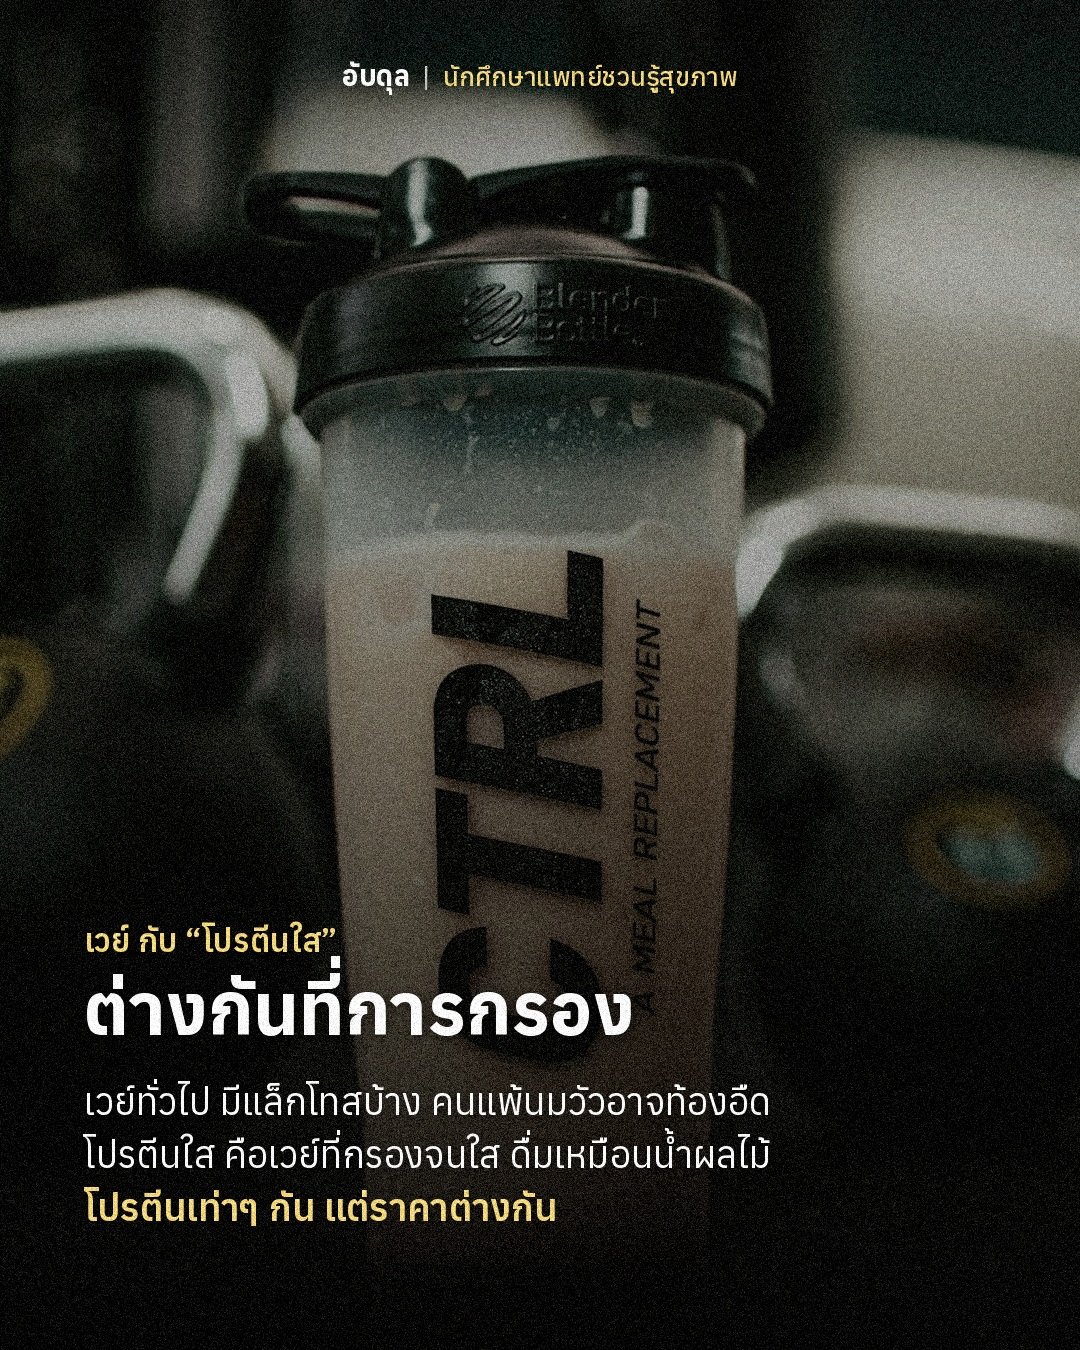 อับดุล | นักศึกษาแพทย์ชวนรู้สุขภาพ
Blender
Bottle
CTRL
A MEAL REPLACEMENT
เวย์ กับ “โปรตีนใส”
ต่างกันที่การกรอง
เวย์ทั่วไป มีแล็กโทสบ้าง คนแพ้นมวัวอาจท้องอืด
โปรตีนใส คือเวย์ที่กรองจนใส ดื่มเหมือนน้ำผลไม้
โปรตีนเท่าๆ กัน แต่ราคาต่างกัน